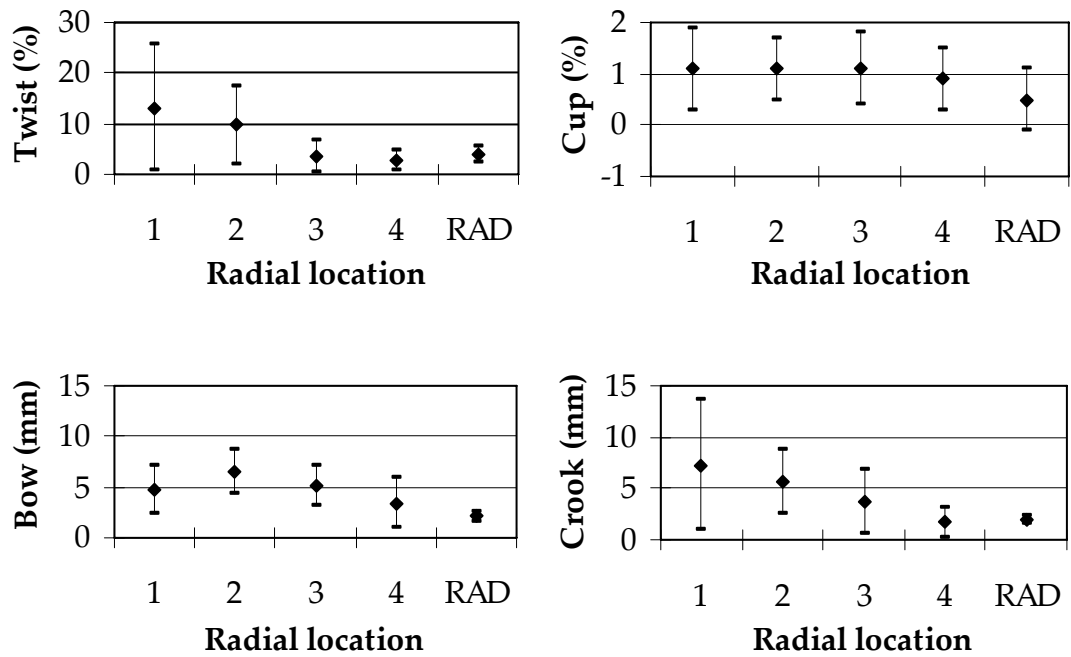 Twist (%)
30
20
10
0
1 2 3 4 RAD
Radial location
Cup (%)
2
1
0
-1
1 2 3 4 RAD
Radial location
Bow (mm)
15
10
5
0
1 2 3 4 RAD
Radial location
Crook (mm)
15
10
5
0
1 2 3 4 RAD
Radial location